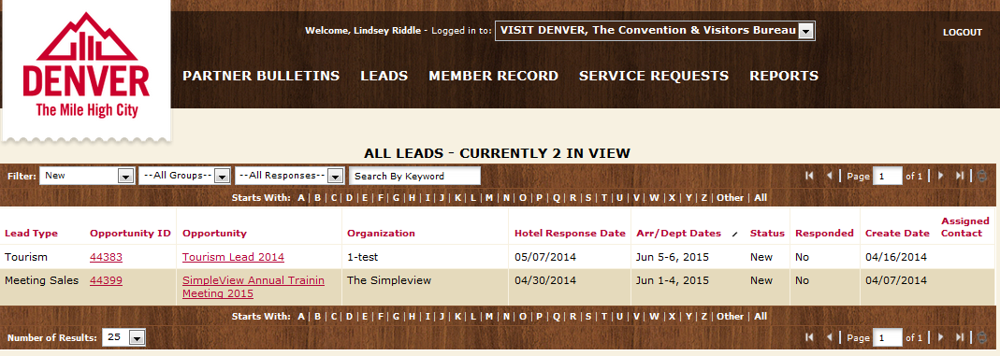 Welcome, Lindsey Riddle - Logged in to: VISIT DENVER, The Convention & Visitors Bureau
LOGOUT
DENVER
The Mile High City
PARTNER BULLETINS LEADS MEMBER RECORD SERVICE REQUESTS REPORTS
ALL LEADS - CURRENTLY 2 IN VIEW
Filter: New --All Groups-- --All Responses-- Search By Keyword Page 1 of 1
Starts With: A | B | C | D | E | F | G | H | I | J | K | L | M | N | O | P | Q | R | S | T | U | V | W | X | Y | Z | Other | All
Lead Type Opportunity ID Opportunity Organization Hotel Response Date Arr/Dept Dates Status Responded Create Date Assigned Contact
Tourism 44383 Tourism Lead 2014 1-test 05/07/2014 Jun 5-6, 2015 New No 04/16/2014
Meeting Sales 44399 SimpleView Annual Trainin The Simpleview 04/30/2014 Jun 1-4, 2015 New No 04/07/2014
Meeting 2015
Starts With: A | B | C | D | E | F | G | H | I | J | K | L | M | N | O | P | Q | R | S | T | U | V | W | X | Y | Z | Other | All
Number of Results: 25 Page 1 of 1